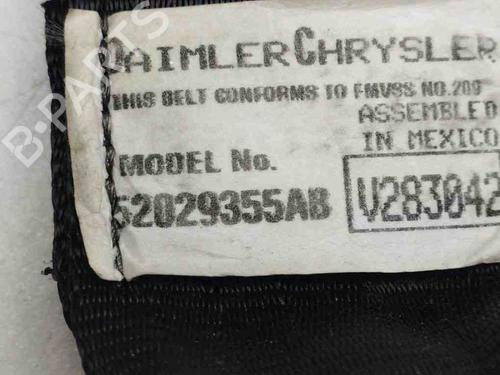 DAIMLERCHRYSLER
THIS BELT CONFORMS TO FMVSS NO.209
ASSEMBLED
IN MEXICO
MODEL No.
52029355AB
V283042
B-PARTS